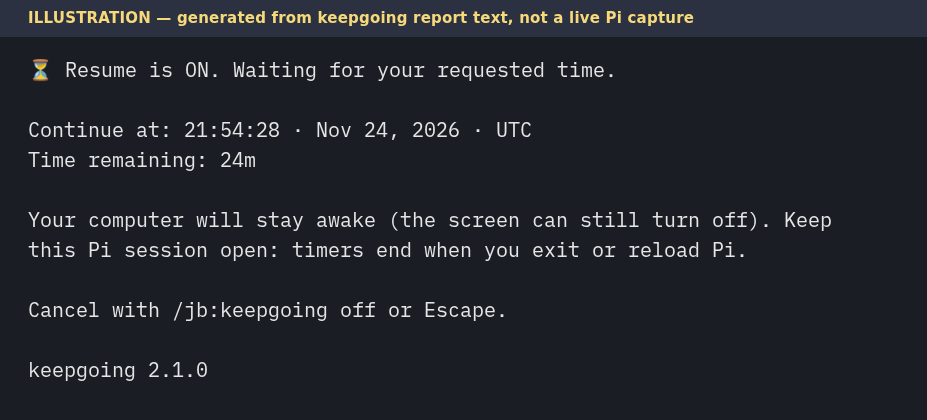 ILLUSTRATION — generated from keepgoing report text, not a live Pi capture
⏳ Resume is ON. Waiting for your requested time.
Continue at: 21:54:28 · Nov 24, 2026 · UTC
Time remaining: 24m
Your computer will stay awake (the screen can still turn off). Keep
this Pi session open: timers end when you exit or reload Pi.
Cancel with /jb:keepgoing off or Escape.
keepgoing 2.1.0